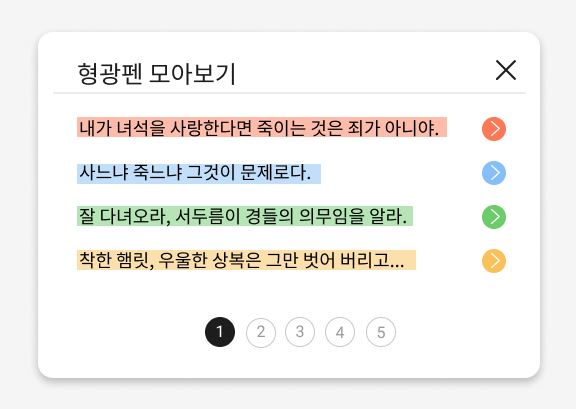 형광펜 모아보기
내가 녀석을 사랑한다면 죽이는 것은 죄가 아니야.
사느냐 죽느냐 그것이 문제로다.
잘 다녀오라, 서두름이 경들의 의무임을 알라.
착한 햄릿, 우울한 상복은 그만 벗어 버리고...
1 2 3 4 5